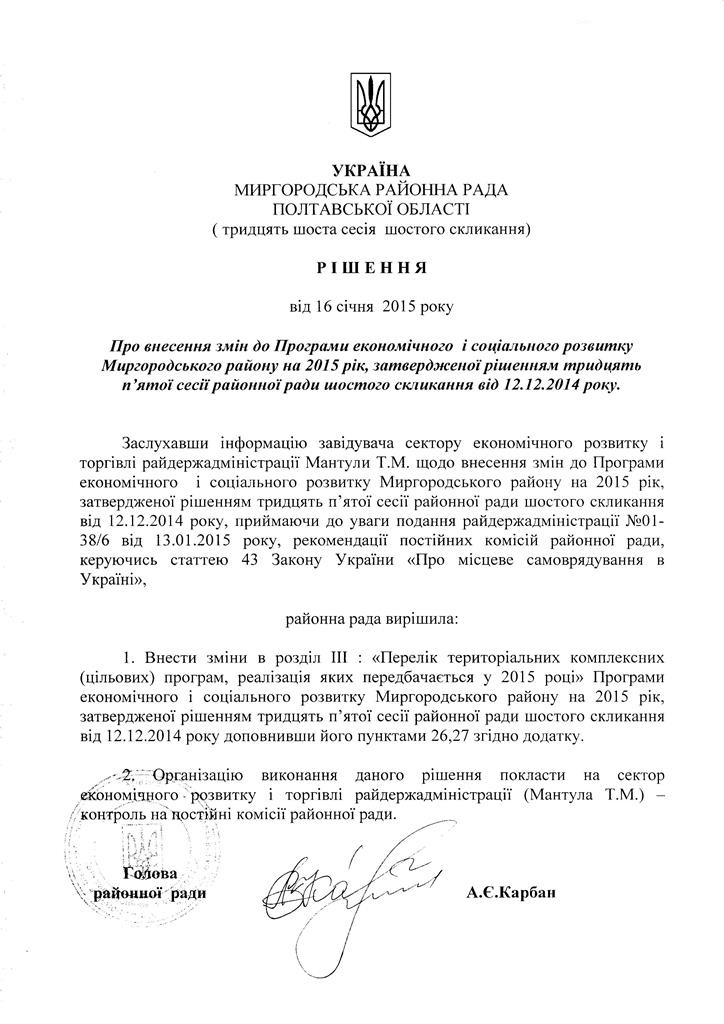 УКРАЇНА
МИРГОРОДСЬКА РАЙОННА РАДА
ПОЛТАВСЬКОЇ ОБЛАСТІ
( тридцять шоста сесія шостого скликання)
Р І Ш Е Н Н Я
від 16 січня 2015 року
Про внесення змін до Програми економічного і соціального розвитку
Миргородського району на 2015 рік, затвердженої рішенням тридцять
п’ятої сесії районної ради шостого скликання від 12.12.2014 року.
Заслухавши інформацію завідувача сектору економічного розвитку і
торгівлі райдержадміністрації Мантули Т.М. щодо внесення змін до Програми
економічного і соціального розвитку Миргородського району на 2015 рік,
затвердженої рішенням тридцять п’ятої сесії районної ради шостого скликання
від 12.12.2014 року, приймаючи до уваги подання райдержадміністрації №01-
38/6 від 13.01.2015 року, рекомендації постійних комісій районної ради,
керуючись статтею 43 Закону України «Про місцеве самоврядування в
Україні»,
районна рада вирішила:
1. Внести зміни в розділ ІІІ : «Перелік територіальних комплексних
(цільових) програм, реалізація яких передбачається у 2015 році» Програми
економічного і соціального розвитку Миргородського району на 2015 рік,
затвердженої рішенням тридцять п’ятої сесії районної ради шостого скликання
від 12.12.2014 року доповнивши його пунктами 26,27 згідно додатку.
2. Організацію виконання даного рішення покласти на сектор
економічного розвитку і торгівлі райдержадміністрації (Мантула Т.М.) –
контроль на постійні комісії районної ради.
Голова
районної ради А.Є.Карбан